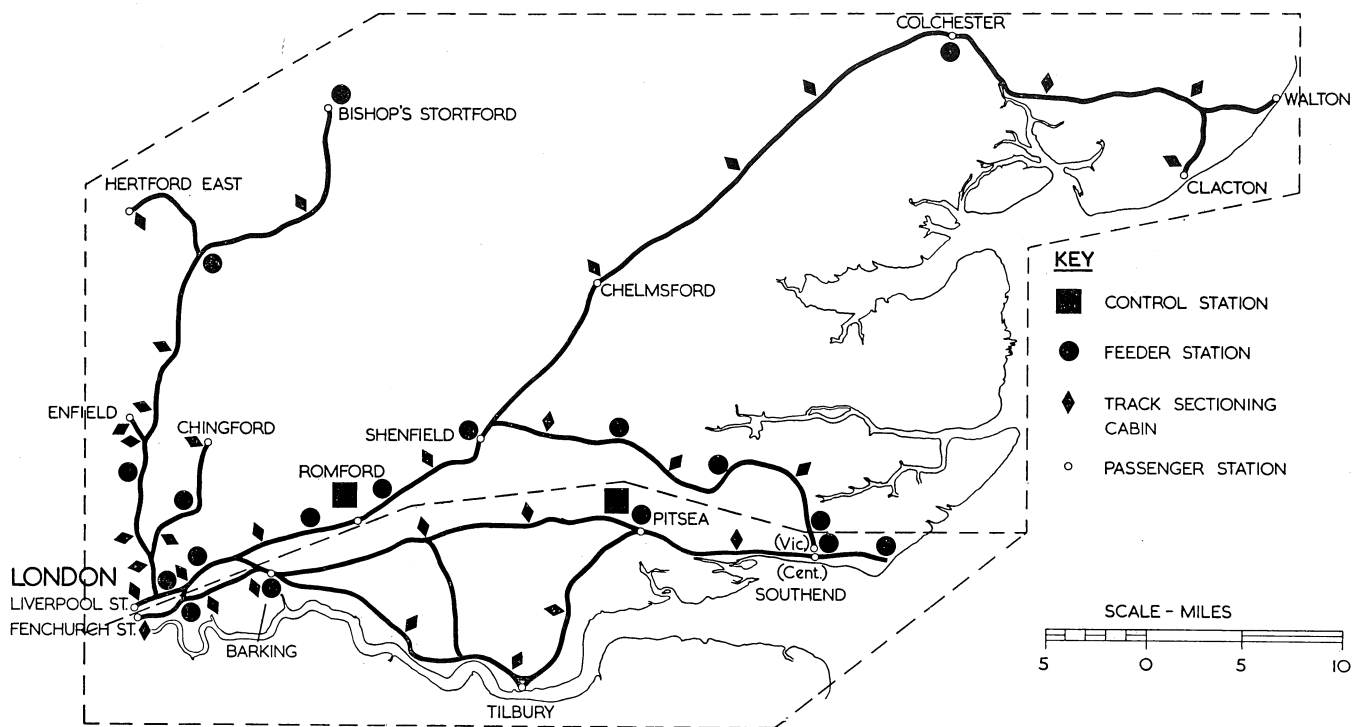 COLCHESTER
WALTON
CLACTON
BISHOP'S STORTFORD
HERTFORD EAST
CHELMSFORD
ENFIELD
CHINGFORD
SHENFIELD
ROMFORD
PITSEA
(Vic.)
(Cent.)
SOUTHEND
LONDON
LIVERPOOL ST.
FENCHURCH ST.
BARKING
TILBURY
KEY
CONTROL STATION
FEEDER STATION
TRACK SECTIONING
CABIN
PASSENGER STATION
SCALE – MILES
5 0 5 10